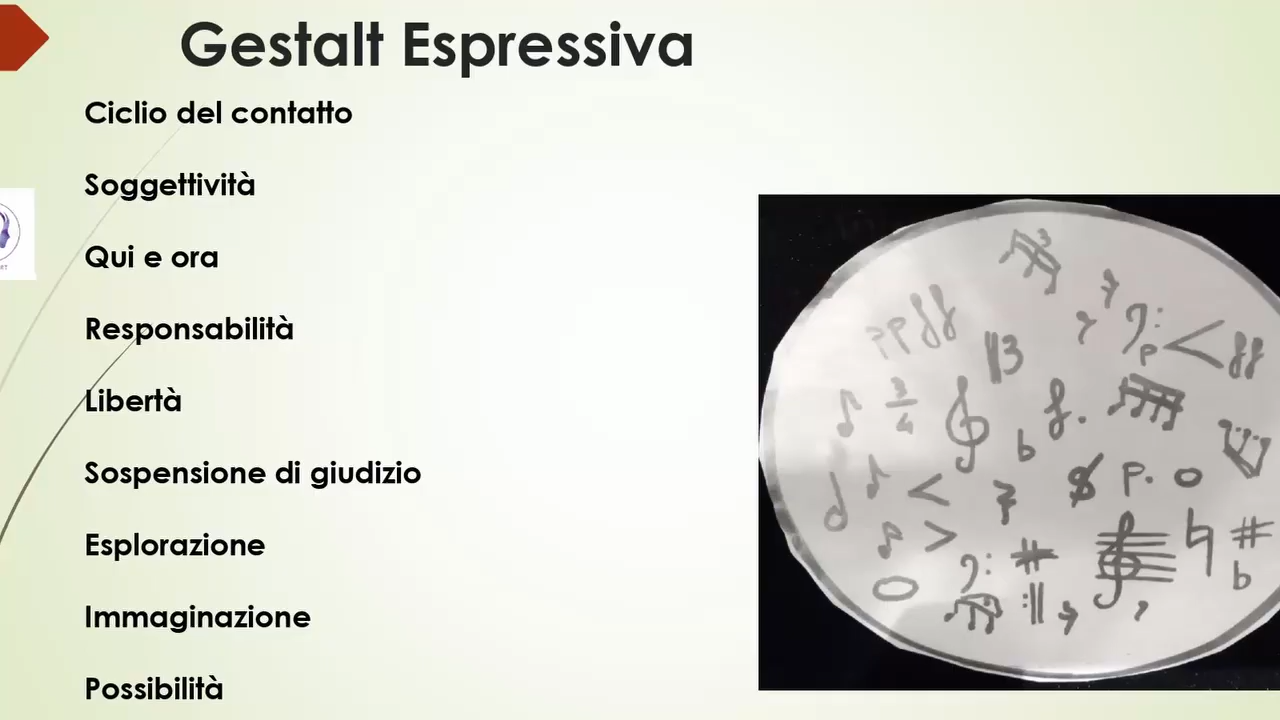 Gestalt Espressiva
Ciclio del contatto
Soggettività
Qui e ora
Responsabilità
Libertà
Sospensione di giudizio
Esplorazione
Immaginazione
Possibilità